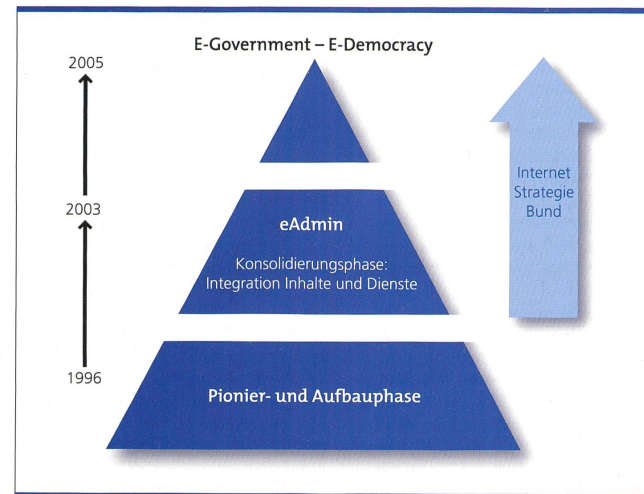 E-Government – E-Democracy
2005
Internet
Strategie
Bund
2003
eAdmin
Konsolidierungsphase:
Integration Inhalte und Dienste
1996
Pionier- und Aufbauphase